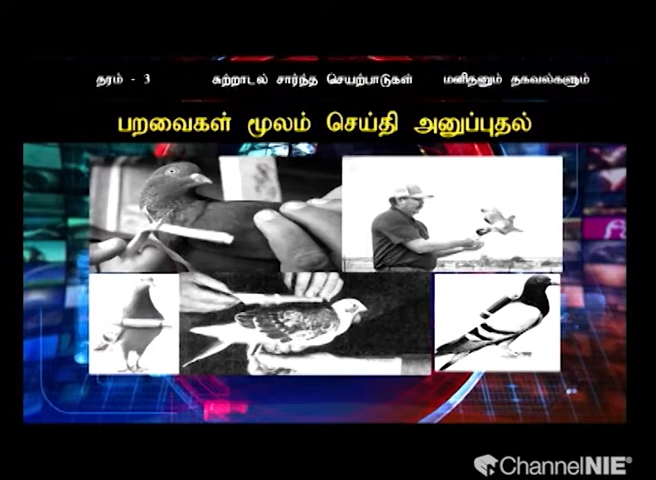 தரம் - 3 சுற்றாடல் சார்ந்த செயற்பாடுகள் மனிதனும் தகவல்களும்
பறவைகள் மூலம் செய்தி அனுப்புதல்
ChannelNIE®